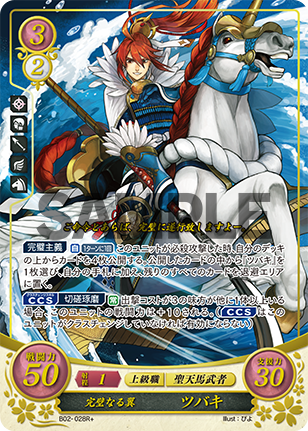 3
2
SAMPLE
ご命令とあらば、完璧に遂行致しますよー。
完璧主義 自 1ターンに1回 このユニットが必殺攻撃した時、自分のデッキ
の上からカードを4枚公開する。公開したカードの中から「ツバキ」を
1枚選び、自分の手札に加え、残りのすべてのカードを退避エリア
に置く。
CCS 切磋琢磨 常 出撃コストが3の味方が他に1体以上いる
場合、このユニットの戦闘力は+10される。(CCSはこの
ユニットがクラスチェンジしていなければ有効にならない)
戦闘力
50
射程
1
上級職
聖天馬武者
支援力
30
完璧なる翼
ツバキ
B02-028R+
Illust:ぴよ